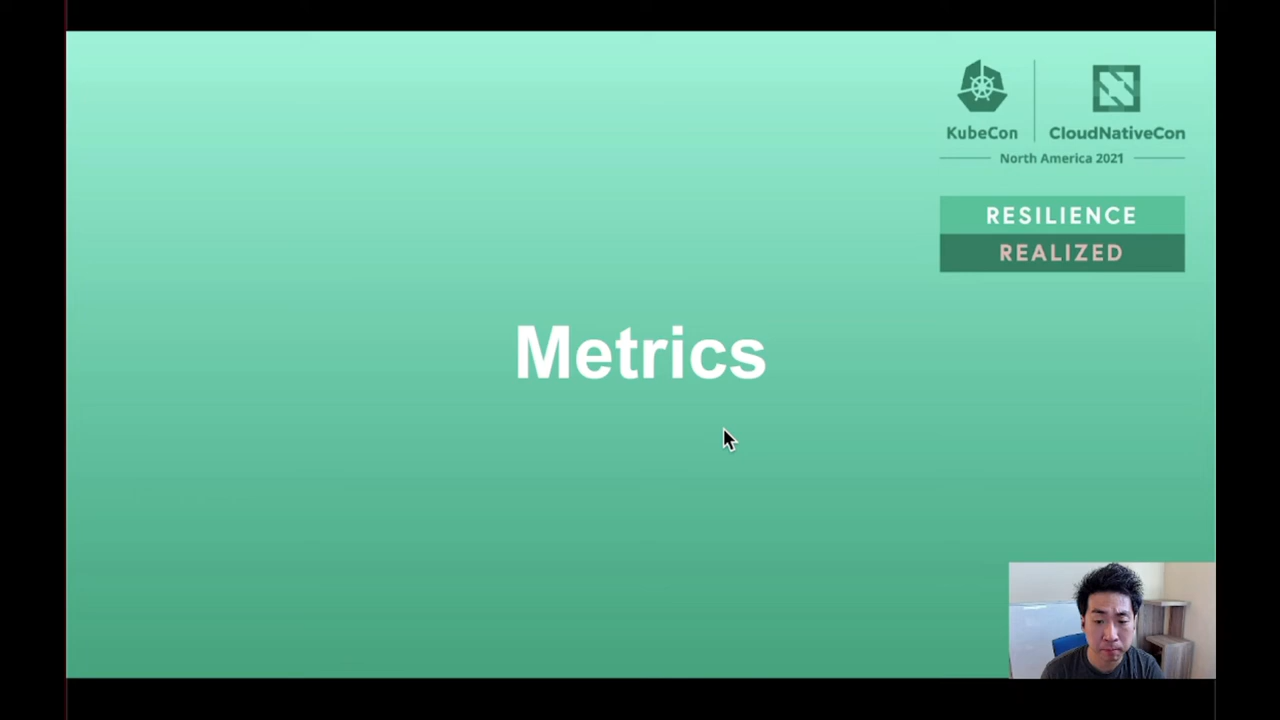 KubeCon
CloudNativeCon
North America 2021
RESILIENCE
REALIZED
Metrics